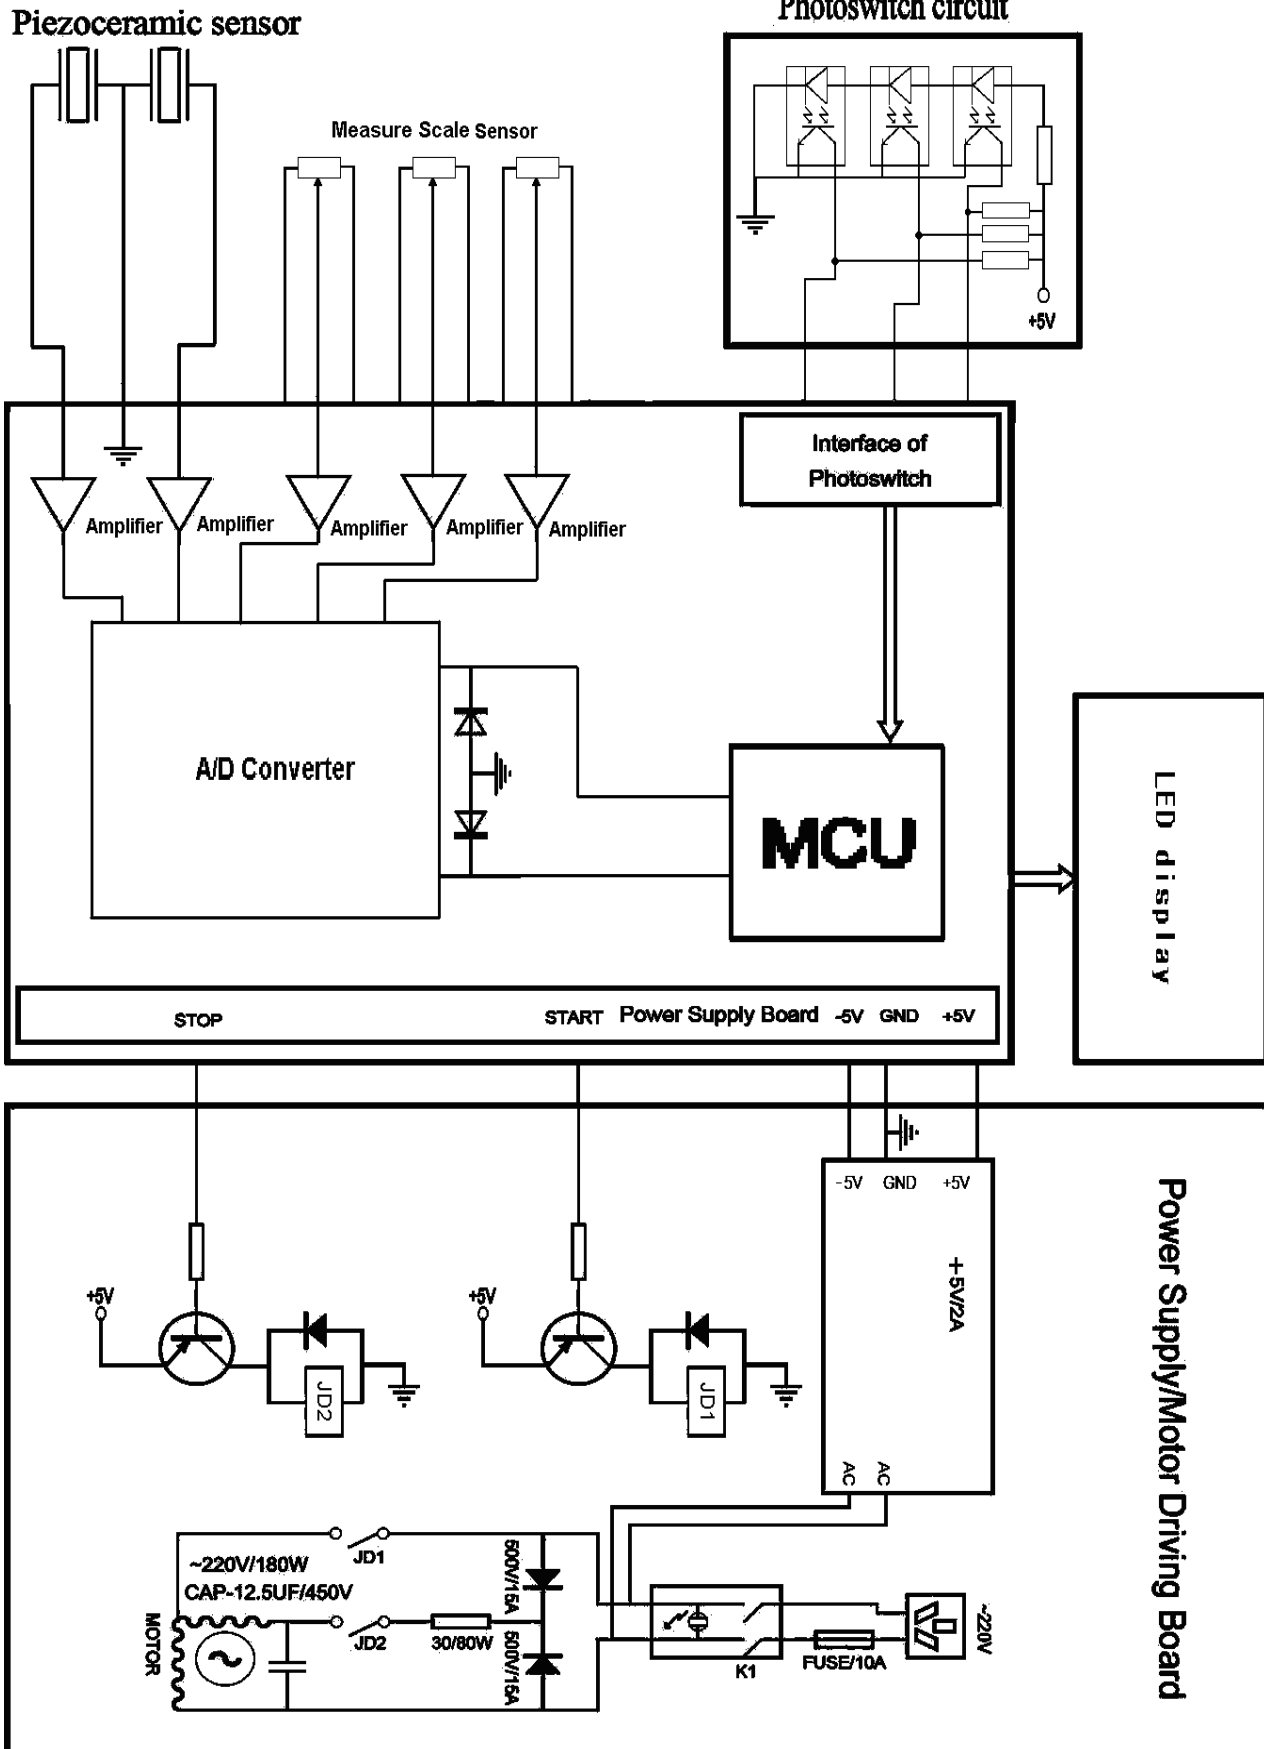 Piezoceramic sensor
Photoswitch circuit
Measure Scale Sensor
+5V
Interface of
Photoswitch
Amplifier
Amplifier
Amplifier
Amplifier
Amplifier
A/D Converter
MCU
LED display
STOP
START
Power Supply Board
-5V
GND
+5V
-5V
GND
+5V
+5V/2A
AC
AC
Power Supply/Motor Driving Board
+5V
JD2
+5V
JD1
~220V/180W
CAP-12.5UF/450V
MOTOR
JD1
JD2
30/80W
500V/15A
500V/15A
K1
FUSE/10A
~220V